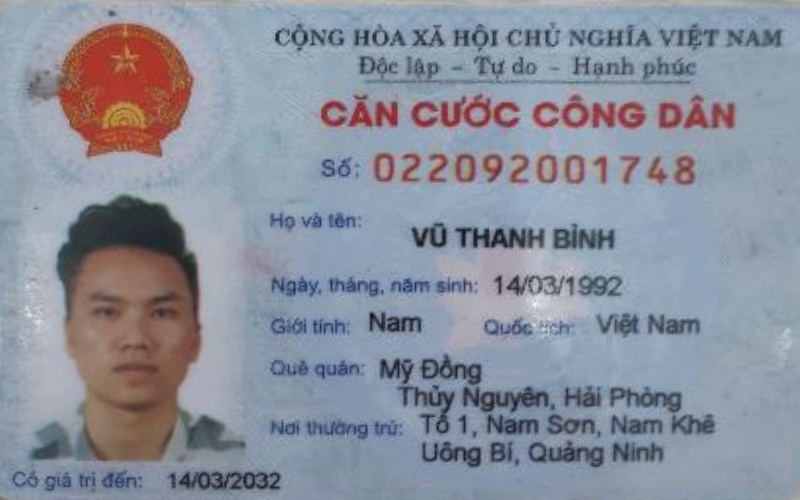 CỘNG HÒA XÃ HỘI CHỦ NGHĨA VIỆT NAM
Độc lập – Tự do – Hạnh phúc
CĂN CƯỚC CÔNG DÂN
Số: 022092001748
Họ và tên: VŨ THANH BÌNH
Ngày, tháng, năm sinh: 14/03/1992
Giới tính: Nam Quốc tịch: Việt Nam
Quê quán: Mỹ Đồng
Thủy Nguyên, Hải Phòng
Nơi thường trú: Tổ 1, Nam Sơn, Nam Khê
Uông Bí, Quảng Ninh
Có giá trị đến: 14/03/2032